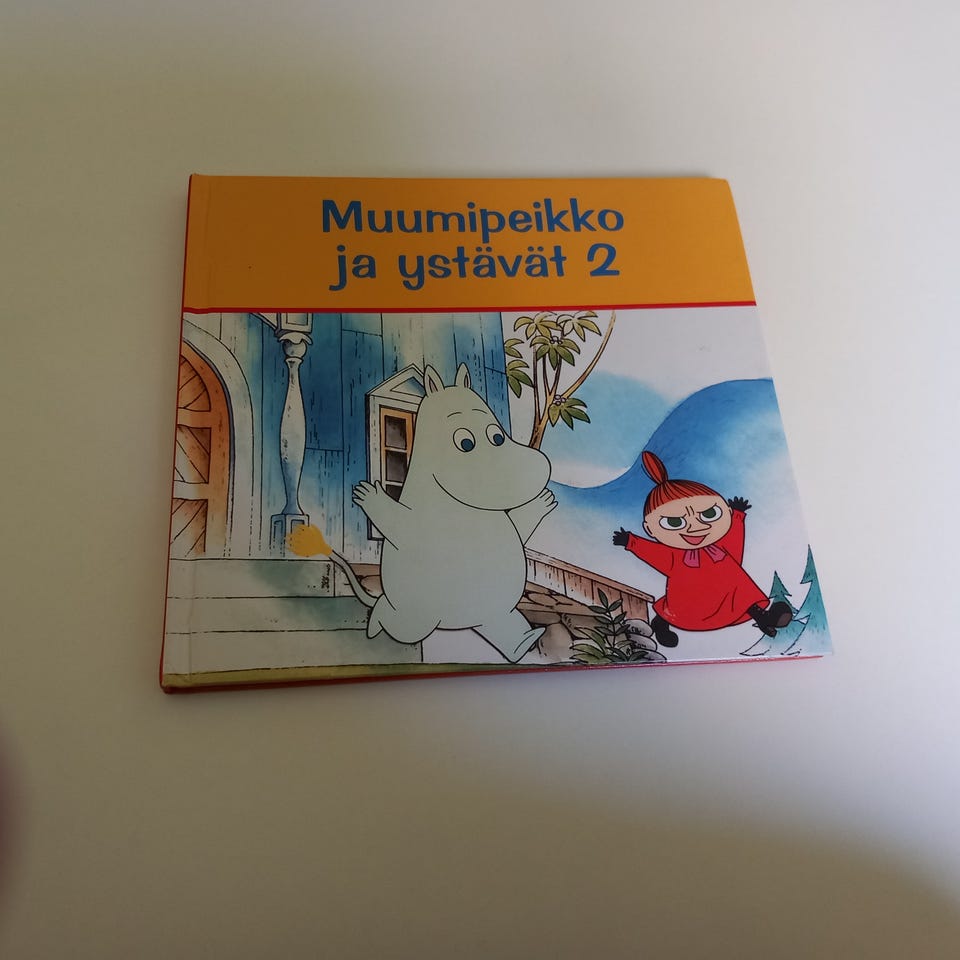 Muumipeikko
ja ystävät 2